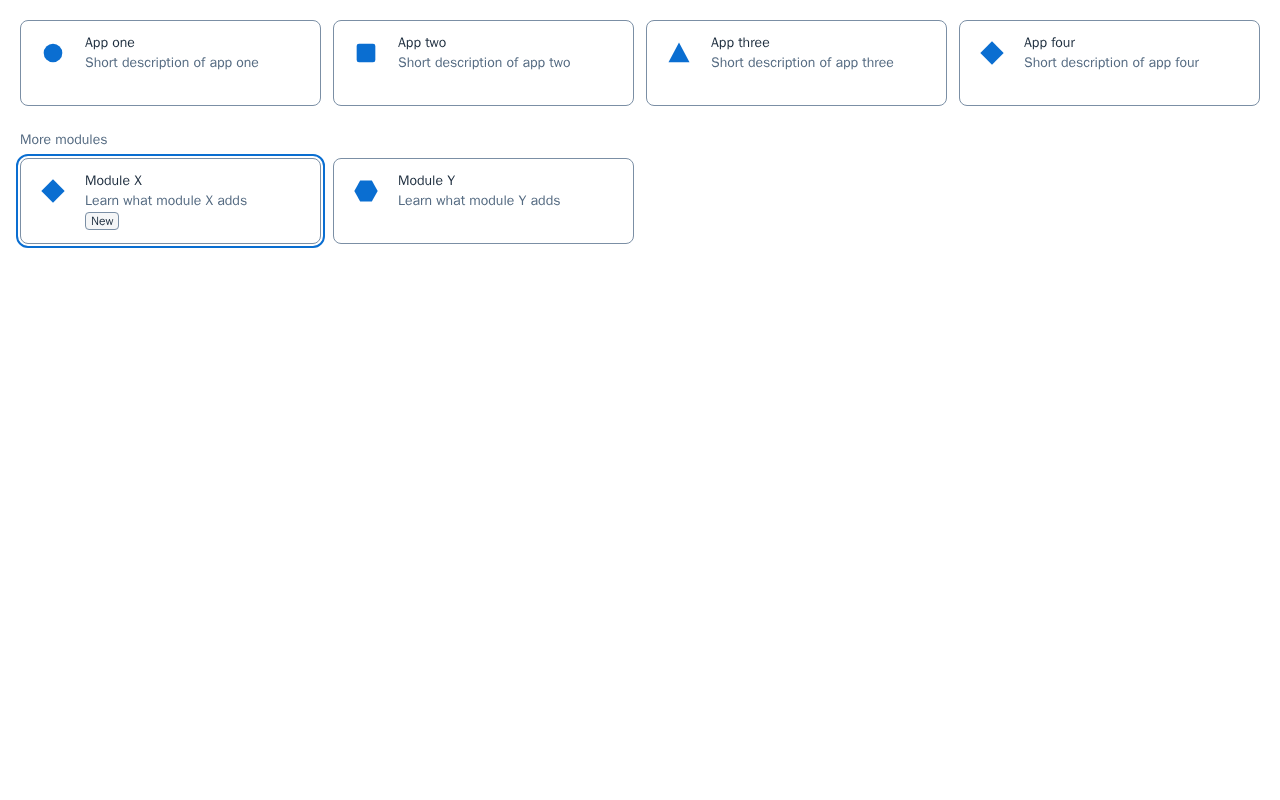 App one
Short description of app one
App two
Short description of app two
App three
Short description of app three
App four
Short description of app four
More modules
Module X
Learn what module X adds
New
Module Y
Learn what module Y adds